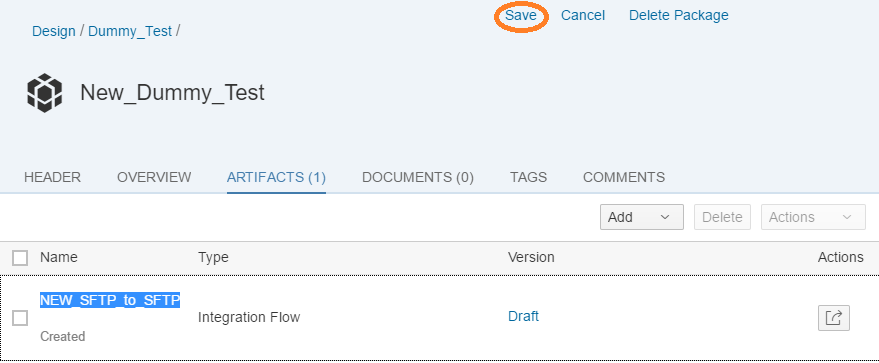 Save Cancel Delete Package
Design / Dummy_Test /
New_Dummy_Test
HEADER OVERVIEW ARTIFACTS (1) DOCUMENTS (0) TAGS COMMENTS
Add Delete Actions
Name Type Version Actions
NEW_SFTP_to_SFTP
Integration Flow Draft
Created